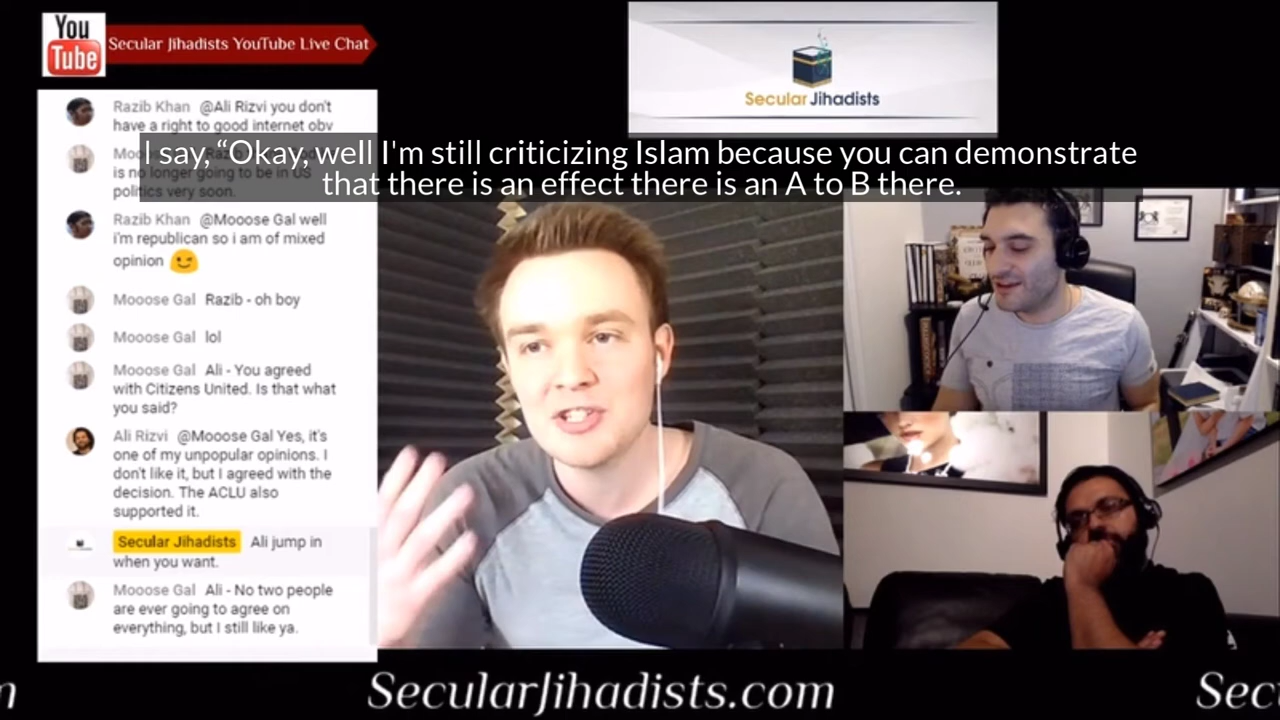 You
Tube
Secular Jihadists YouTube Live Chat
Secular Jihadists
Razib Khan @Ali Rizvi you don't
have a right to good internet obv
I say, “Okay, well I'm still criticizing Islam because you can demonstrate
that there is an effect there is an A to B there.
is no longer going to be in US
politics very soon.
Razib Khan @Mooose Gal well
i'm republican so i am of mixed
opinion 😉
Mooose Gal Razib - oh boy
Mooose Gal lol
Mooose Gal Ali - You agreed
with Citizens United. Is that what
you said?
Ali Rizvi @Mooose Gal Yes, it's
one of my unpopular opinions. I
don't like it, but I agreed with the
decision. The ACLU also
supported it.
Secular Jihadists Ali jump in
when you want.
Mooose Gal Ali - No two people
are ever going to agree on
everything, but I still like ya.
SecularJihadists.com